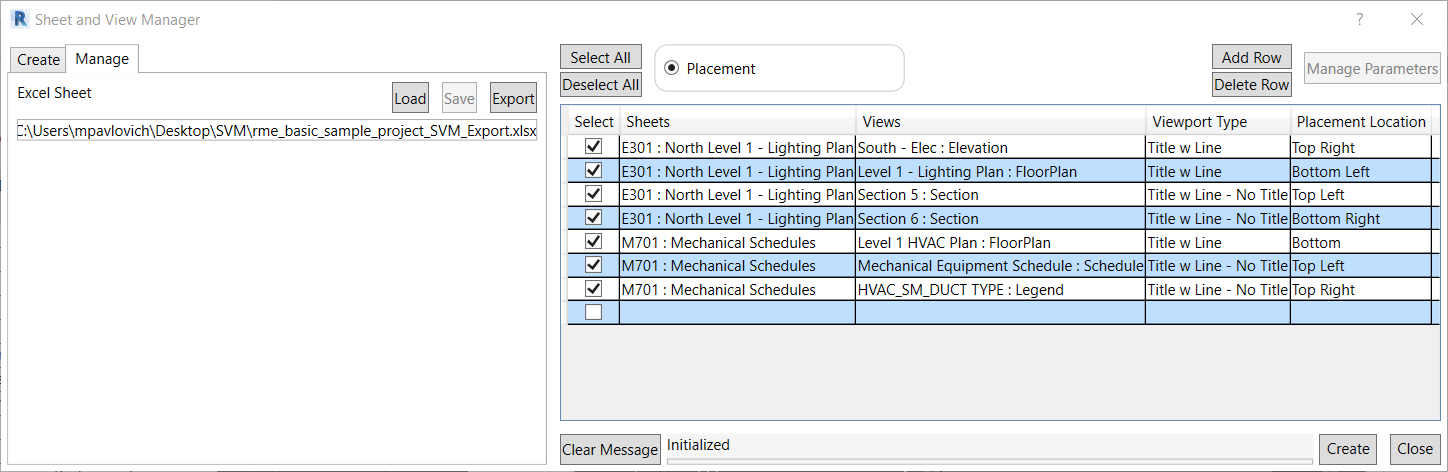 Sheet and View Manager ?
Create Manage
Excel Sheet Load Save Export
C:\Users\mpavlovich\Desktop\SVM\rme_basic_sample_project_SVM_Export.xlsx
Select All Placement Add Row Manage Parameters
Deselect All Delete Row
Select Sheets Views Viewport Type Placement Location
E301 : North Level 1 - Lighting Plan South - Elec : Elevation Title w Line Top Right
E301 : North Level 1 - Lighting Plan Level 1 - Lighting Plan : FloorPlan Title w Line Bottom Left
E301 : North Level 1 - Lighting Plan Section 5 : Section Title w Line - No Title Top Left
E301 : North Level 1 - Lighting Plan Section 6 : Section Title w Line - No Title Bottom Right
M701 : Mechanical Schedules Level 1 HVAC Plan : FloorPlan Title w Line Bottom
M701 : Mechanical Schedules Mechanical Equipment Schedule : Schedule Title w Line - No Title Top Left
M701 : Mechanical Schedules HVAC_SM_DUCT TYPE : Legend Title w Line - No Title Top Right
Clear Message Initialized Create Close